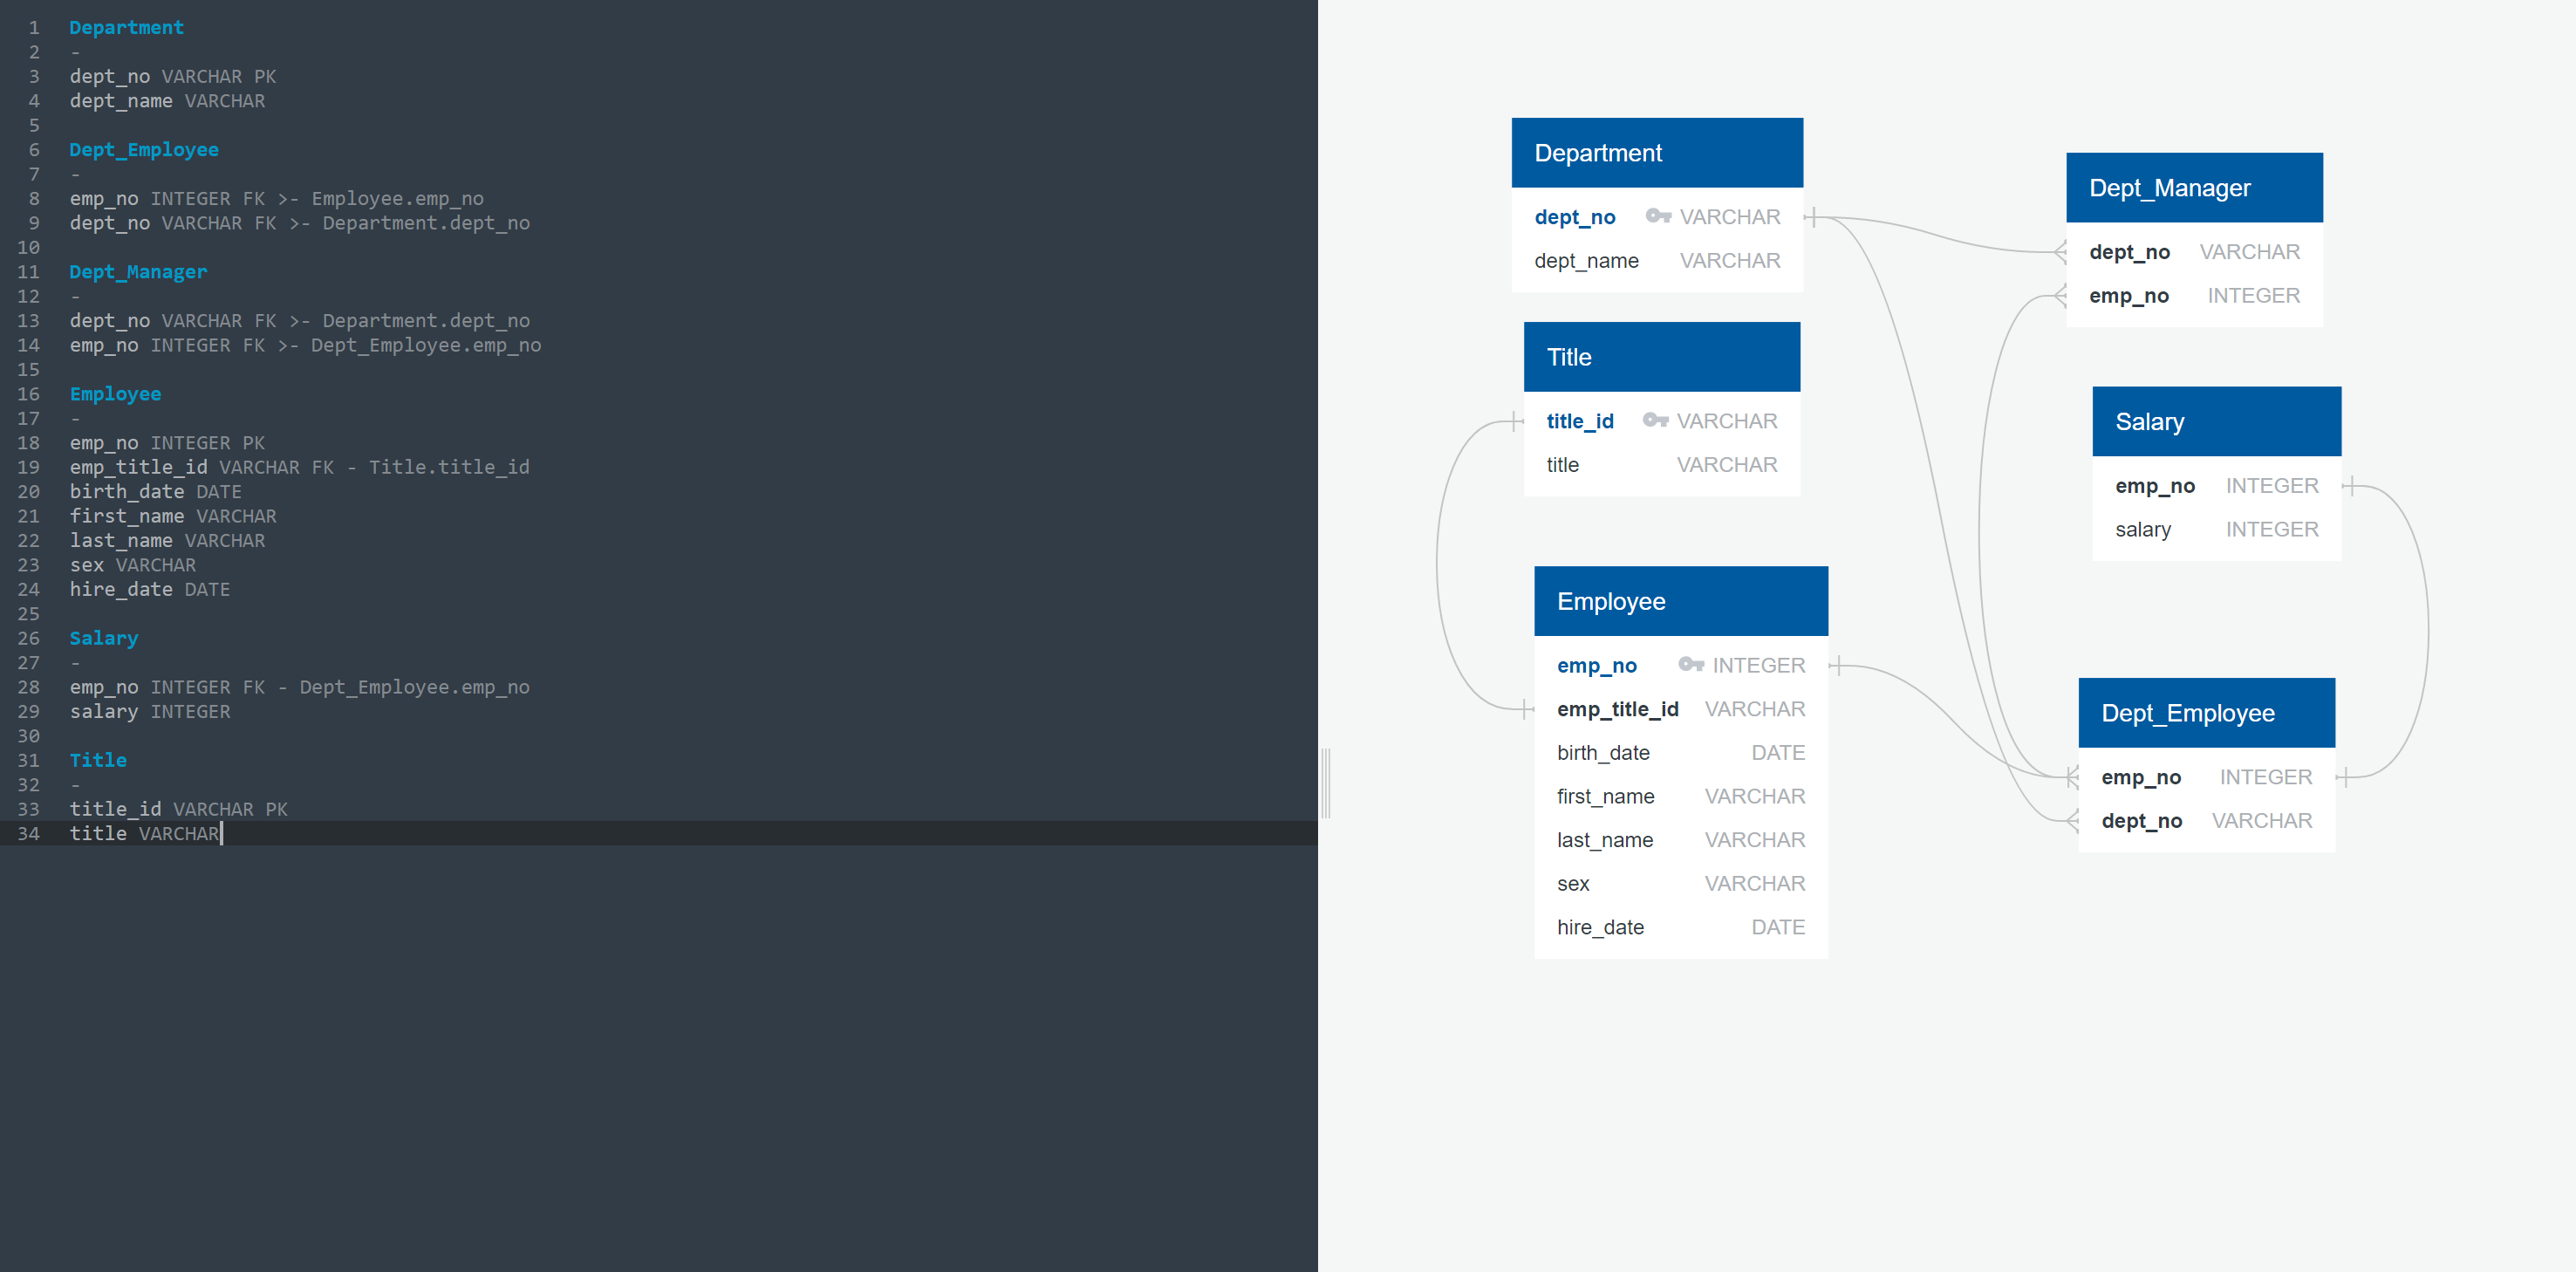 1 Department
2 -
3 dept_no VARCHAR PK
4 dept_name VARCHAR
5
6 Dept_Employee
7 -
8 emp_no INTEGER FK >- Employee.emp_no
9 dept_no VARCHAR FK >- Department.dept_no
10
11 Dept_Manager
12 -
13 dept_no VARCHAR FK >- Department.dept_no
14 emp_no INTEGER FK >- Dept_Employee.emp_no
15
16 Employee
17 -
18 emp_no INTEGER PK
19 emp_title_id VARCHAR FK - Title.title_id
20 birth_date DATE
21 first_name VARCHAR
22 last_name VARCHAR
23 sex VARCHAR
24 hire_date DATE
25
26 Salary
27 -
28 emp_no INTEGER FK - Dept_Employee.emp_no
29 salary INTEGER
30
31 Title
32 -
33 title_id VARCHAR PK
34 title VARCHAR
Department
dept_no VARCHAR
dept_name VARCHAR
Title
title_id VARCHAR
title VARCHAR
Employee
emp_no INTEGER
emp_title_id VARCHAR
birth_date DATE
first_name VARCHAR
last_name VARCHAR
sex VARCHAR
hire_date DATE
Dept_Manager
dept_no VARCHAR
emp_no INTEGER
Salary
emp_no INTEGER
salary INTEGER
Dept_Employee
emp_no INTEGER
dept_no VARCHAR